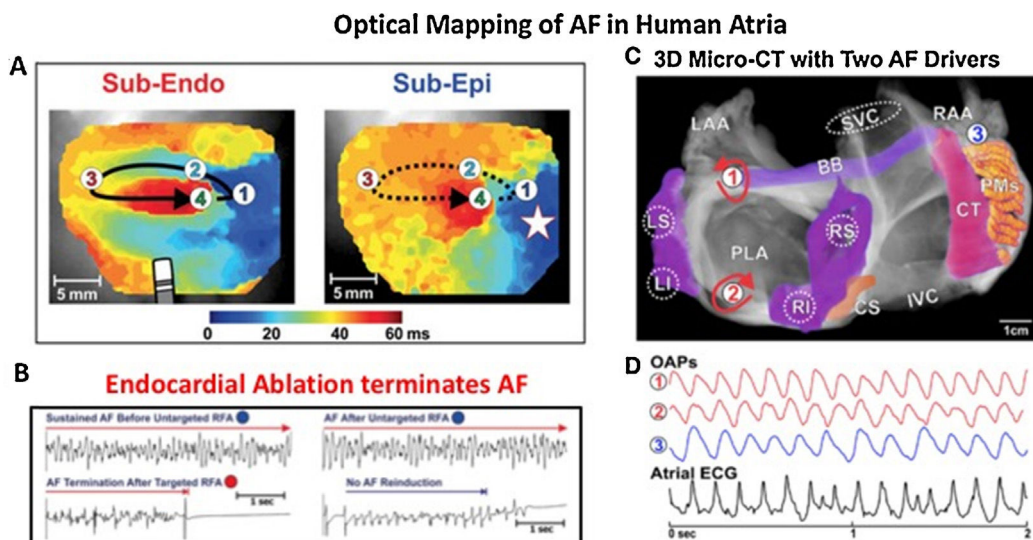 Optical Mapping of AF in Human Atria
A
Sub-Endo
Sub-Epi
3
2
1
4
5 mm
3
2
1
4
5 mm
0 20 40 60 ms
B
Endocardial Ablation terminates AF
Sustained AF Before Untargeted RFA
AF After Untargeted RFA
AF Termination After Targeted RFA
1 sec
No AF Reinduction
1 sec
C 3D Micro-CT with Two AF Drivers
LAA
SVC
RAA
3
1
BB
PMs
LS
CT
RS
PLA
LI
2
RI
CS
IVC
1cm
D
OAPs
1
2
3
Atrial ECG
0 sec 1 2